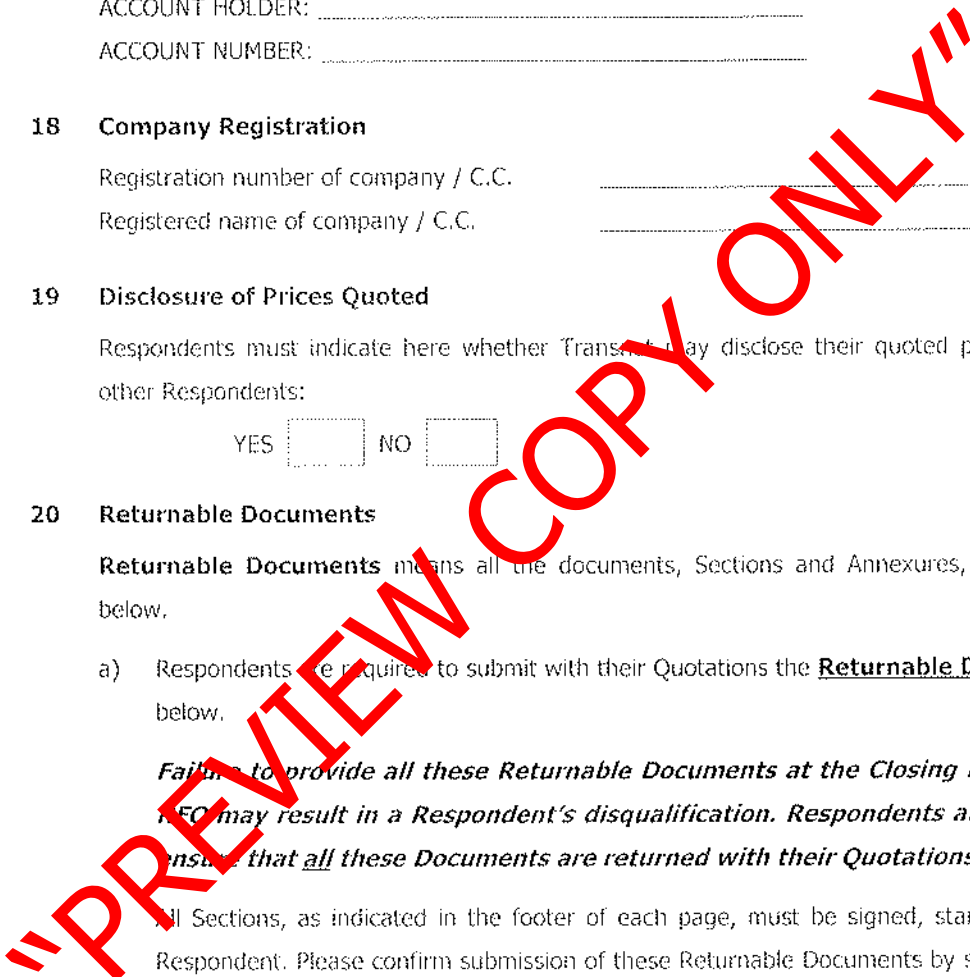 ACCOUNT HOLDER:
ACCOUNT NUMBER:
18 Company Registration
Registration number of company / C.C.
Registered name of company / C.C.
19 Disclosure of Prices Quoted
Respondents must indicate here whether Transnet may disclose their quoted
other Respondents:
YES NO
20 Returnable Documents
Returnable Documents means all the documents, Sections and Annexures,
below.
a) Respondents are required to submit with their Quotations the Returnable
below.
Failure to provide all these Returnable Documents at the Closing
RFQ may result in a Respondent's disqualification. Respondents
ensure that all these Documents are returned with their Quotations
All Sections, as indicated in the footer of each page, must be signed,
Respondent. Please confirm submission of these Returnable Documents by
"PREVIEW COPY ONLY"